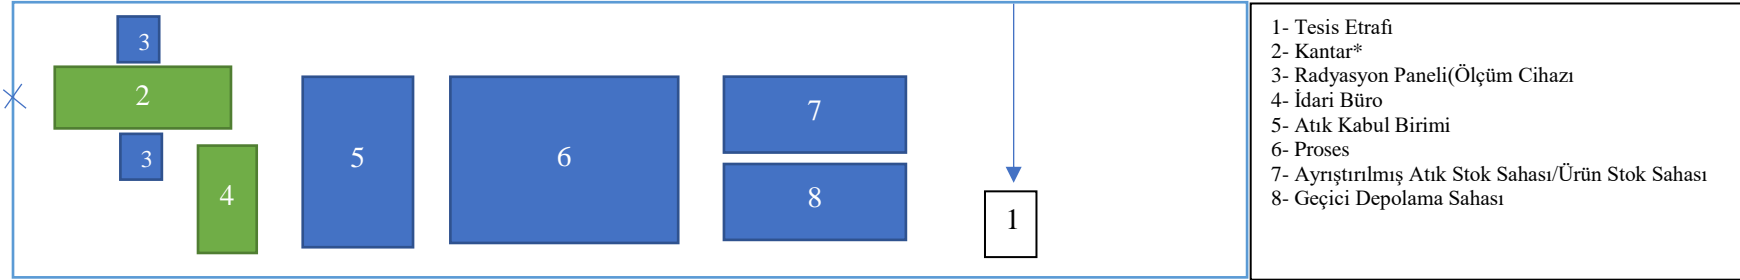 3
2
3
4
5
6
7
8
1
1- Tesis Etrafı
2- Kantar*
3- Radyasyon Paneli(Ölçüm Cihazı
4- İdari Büro
5- Atık Kabul Birimi
6- Proses
7- Ayrıştırılmış Atık Stok Sahası/Ürün Stok Sahası
8- Geçici Depolama Sahası